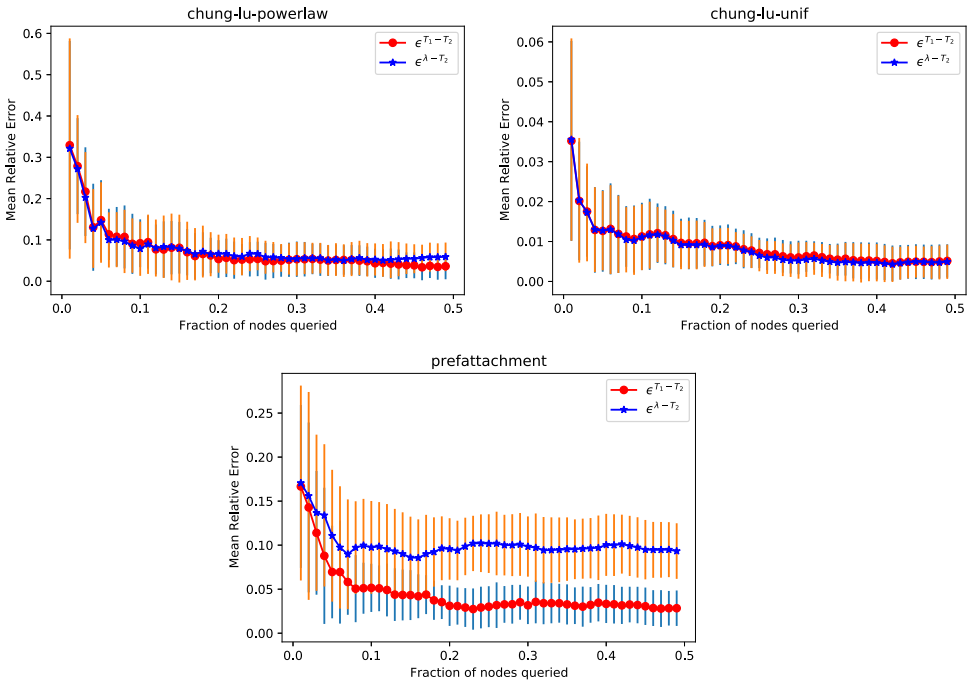 chung-lu-powerlaw
0.6
0.5
0.4
0.3
0.2
0.1
0.0
Mean Relative Error
ϵ^{T₁−T₂}
ϵ^{λ−T₂}
0.0 0.1 0.2 0.3 0.4 0.5
Fraction of nodes queried
chung-lu-unif
0.06
0.05
0.04
0.03
0.02
0.01
0.00
Mean Relative Error
ϵ^{T₁−T₂}
ϵ^{λ−T₂}
0.0 0.1 0.2 0.3 0.4 0.5
Fraction of nodes queried
prefattachment
0.25
0.20
0.15
0.10
0.05
0.00
Mean Relative Error
ϵ^{T₁−T₂}
ϵ^{λ−T₂}
0.0 0.1 0.2 0.3 0.4 0.5
Fraction of nodes queried